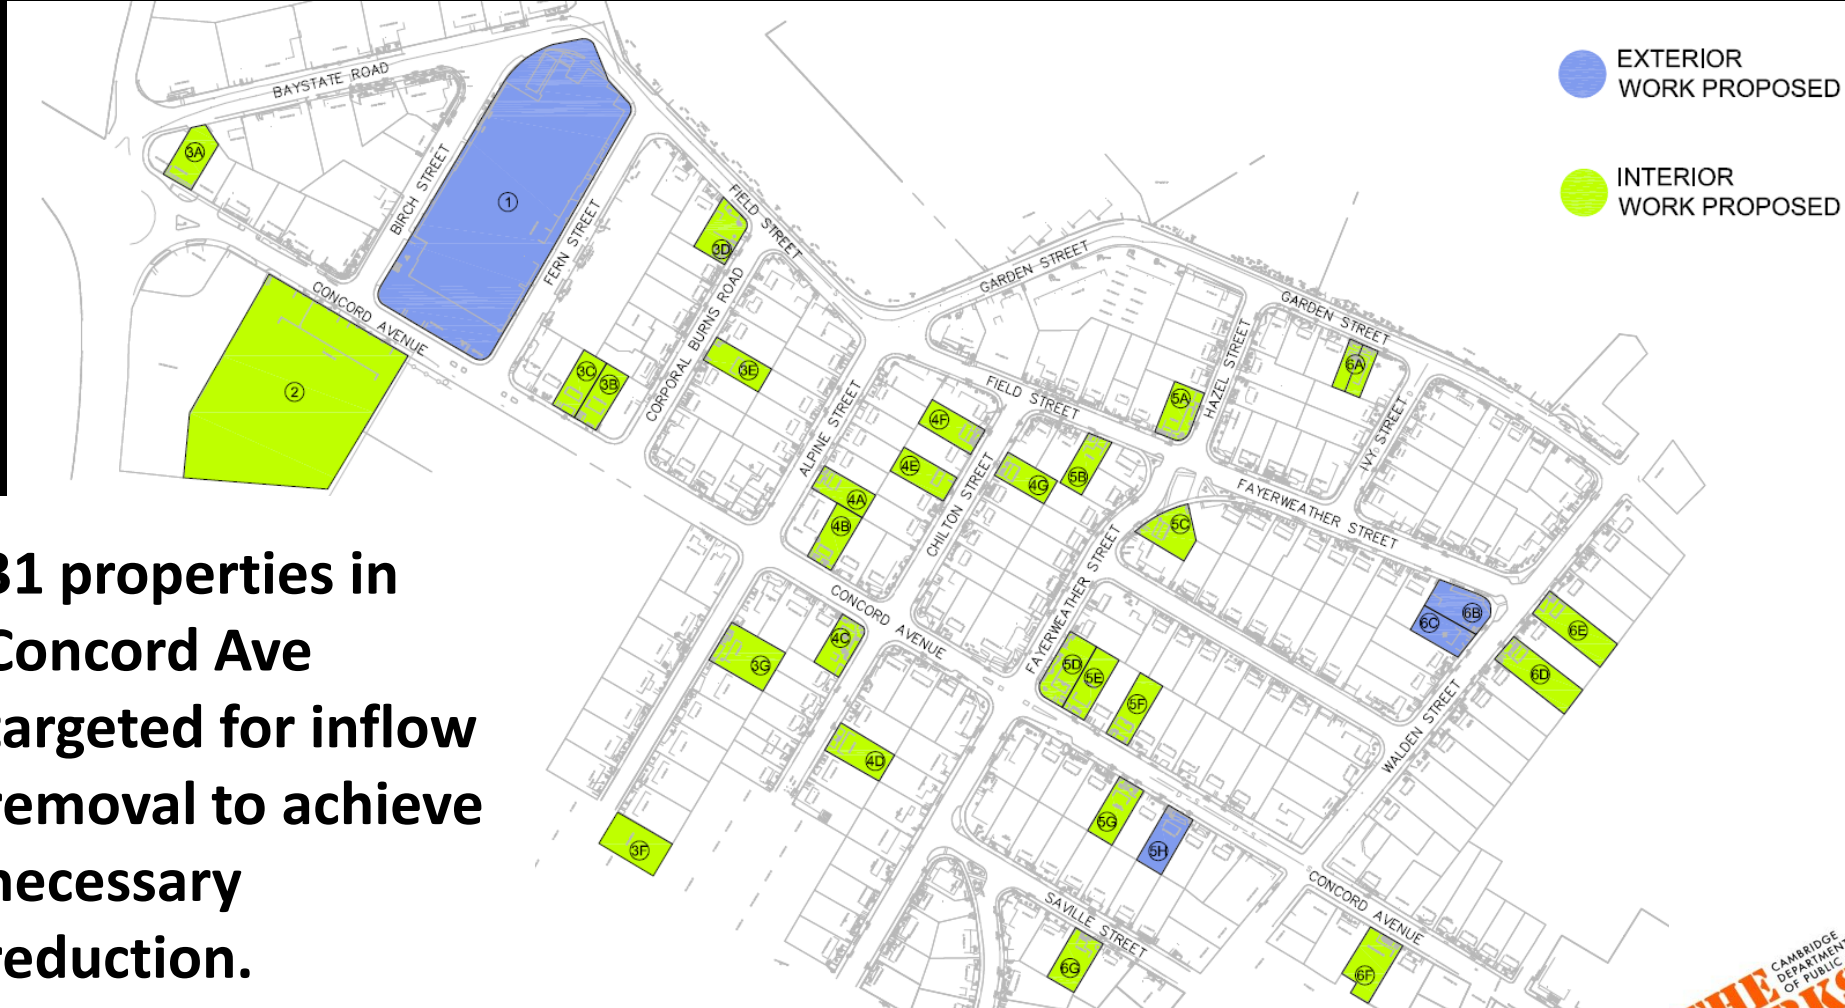 EXTERIOR
WORK PROPOSED
INTERIOR
WORK PROPOSED
BAYSTATE ROAD
BIRCH STREET
FERN STREET
FIELD STREET
CONCORD AVENUE
CORPORAL BURNS ROAD
GARDEN STREET
GARDEN STREET
HAZEL STREET
IVY STREET
FIELD STREET
ALPINE STREET
CHILTON STREET
FAYERWEATHER STREET
FAYERWEATHER STREET
CONCORD AVENUE
WALDEN STREET
SAVILLE STREET
CONCORD AVENUE
1
2
3A
3D
3C
3B
3E
4F
4E
4A
4B
4G
5B
5A
6A
5C
6B
6C
6E
6D
3G
4C
5D
5E
5F
4D
3F
5G
5H
6G
6F
31 properties in
Concord Ave
targeted for inflow
removal to achieve
necessary
reduction.
THE
CAMBRIDGE
DEPARTMENT
OF PUBLIC